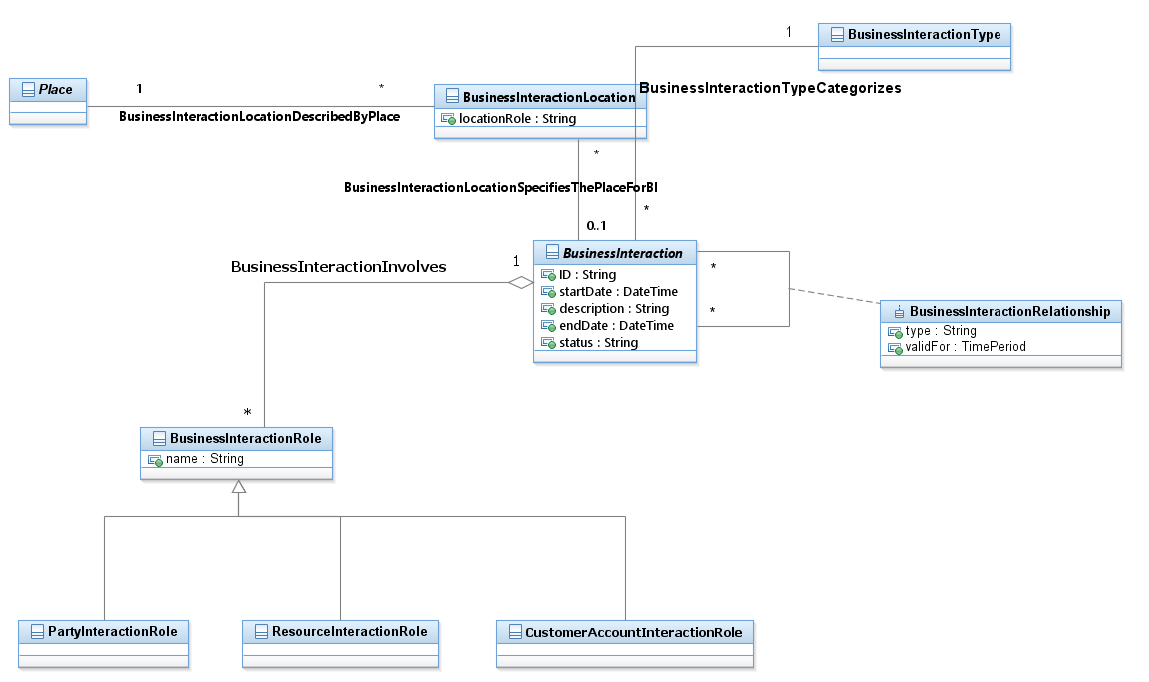 1
BusinessInteractionType
Place
1
*
BusinessInteractionLocation
BusinessInteractionTypeCategorizes
BusinessInteractionLocationDescribedByPlace
locationRole : String
*
BusinessInteractionLocationSpecifiesThePlaceForBI
*
0..1
BusinessInteractionInvolves
1
BusinessInteraction
*
ID : String
startDate : DateTime
description : String
*
endDate : DateTime
status : String
BusinessInteractionRelationship
type : String
validFor : TimePeriod
*
BusinessInteractionRole
name : String
PartyInteractionRole
ResourceInteractionRole
CustomerAccountInteractionRole